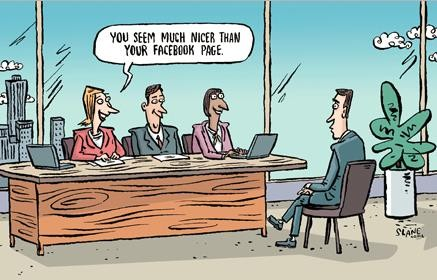 YOU SEEM MUCH NICER THAN
YOUR FACEBOOK PAGE.
SLANE